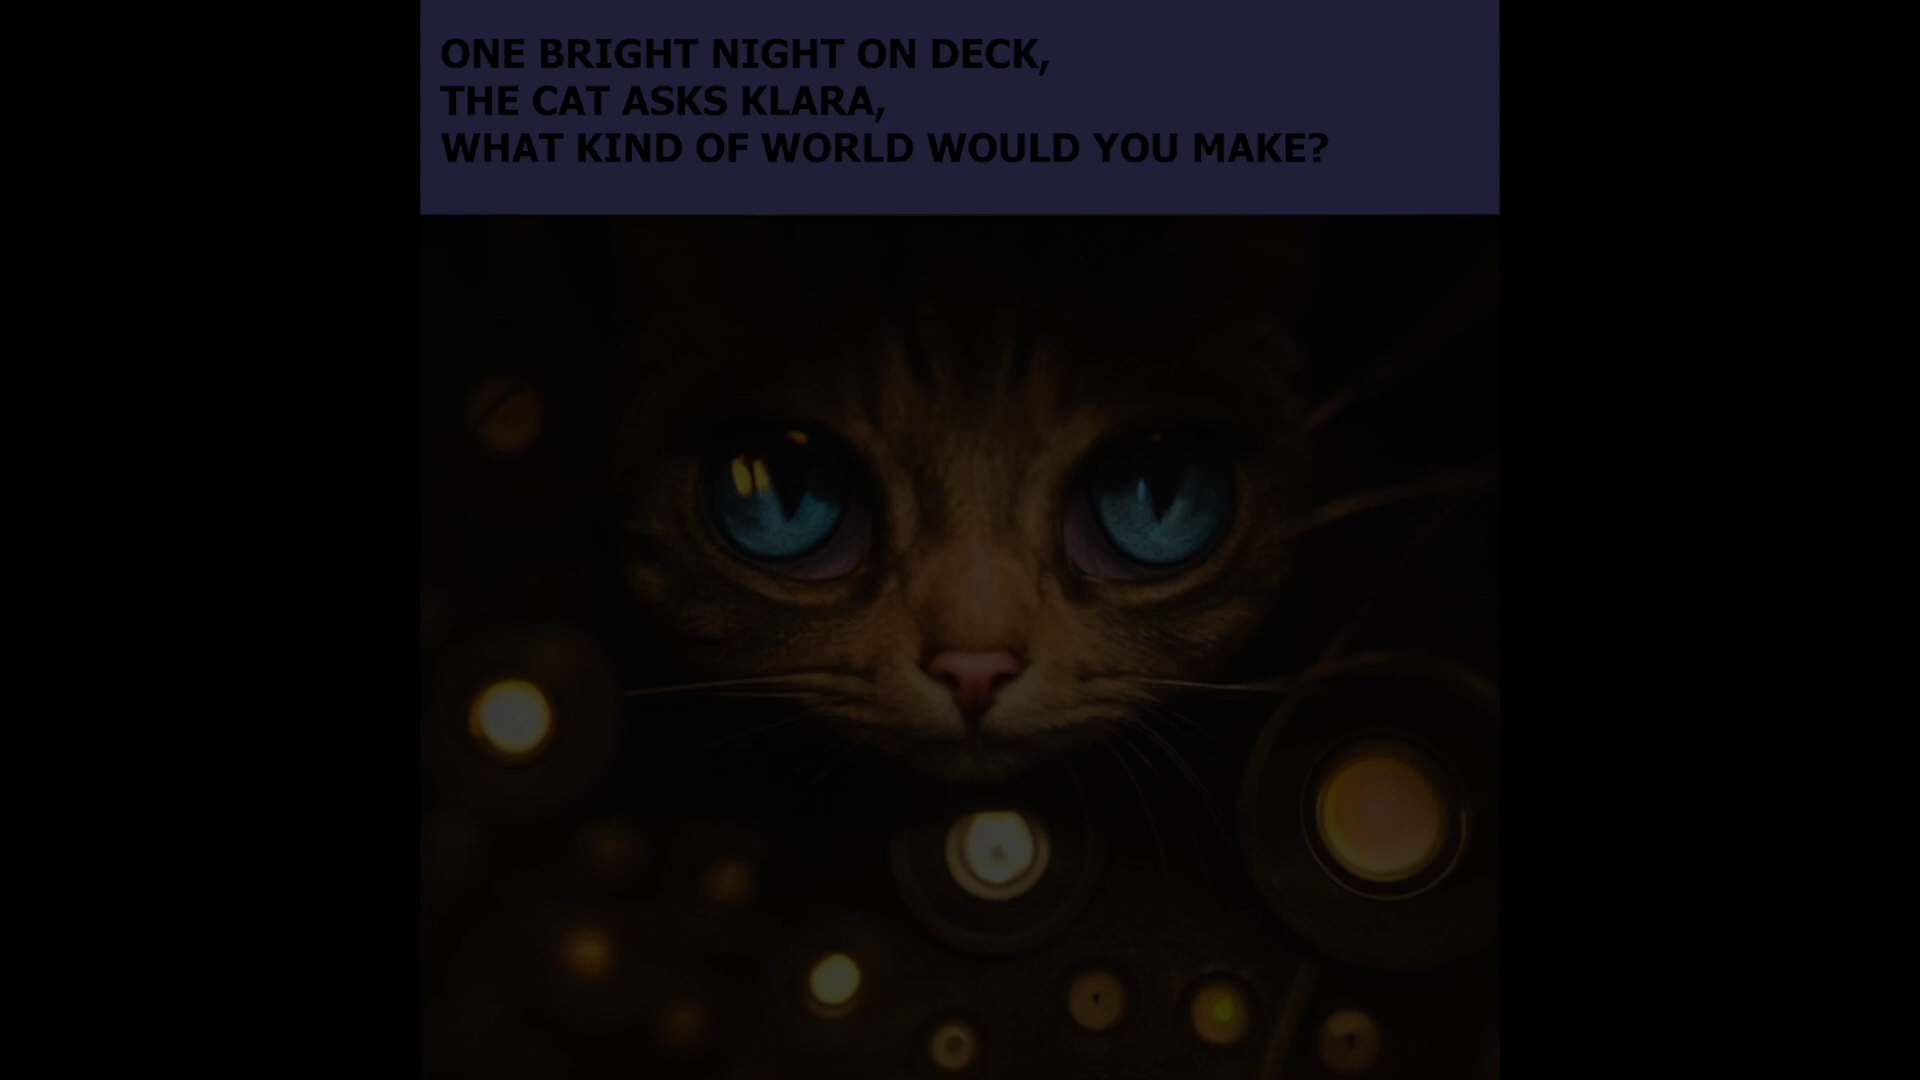 ONE BRIGHT NIGHT ON DECK,
THE CAT ASKS KLARA,
WHAT KIND OF WORLD WOULD YOU MAKE?